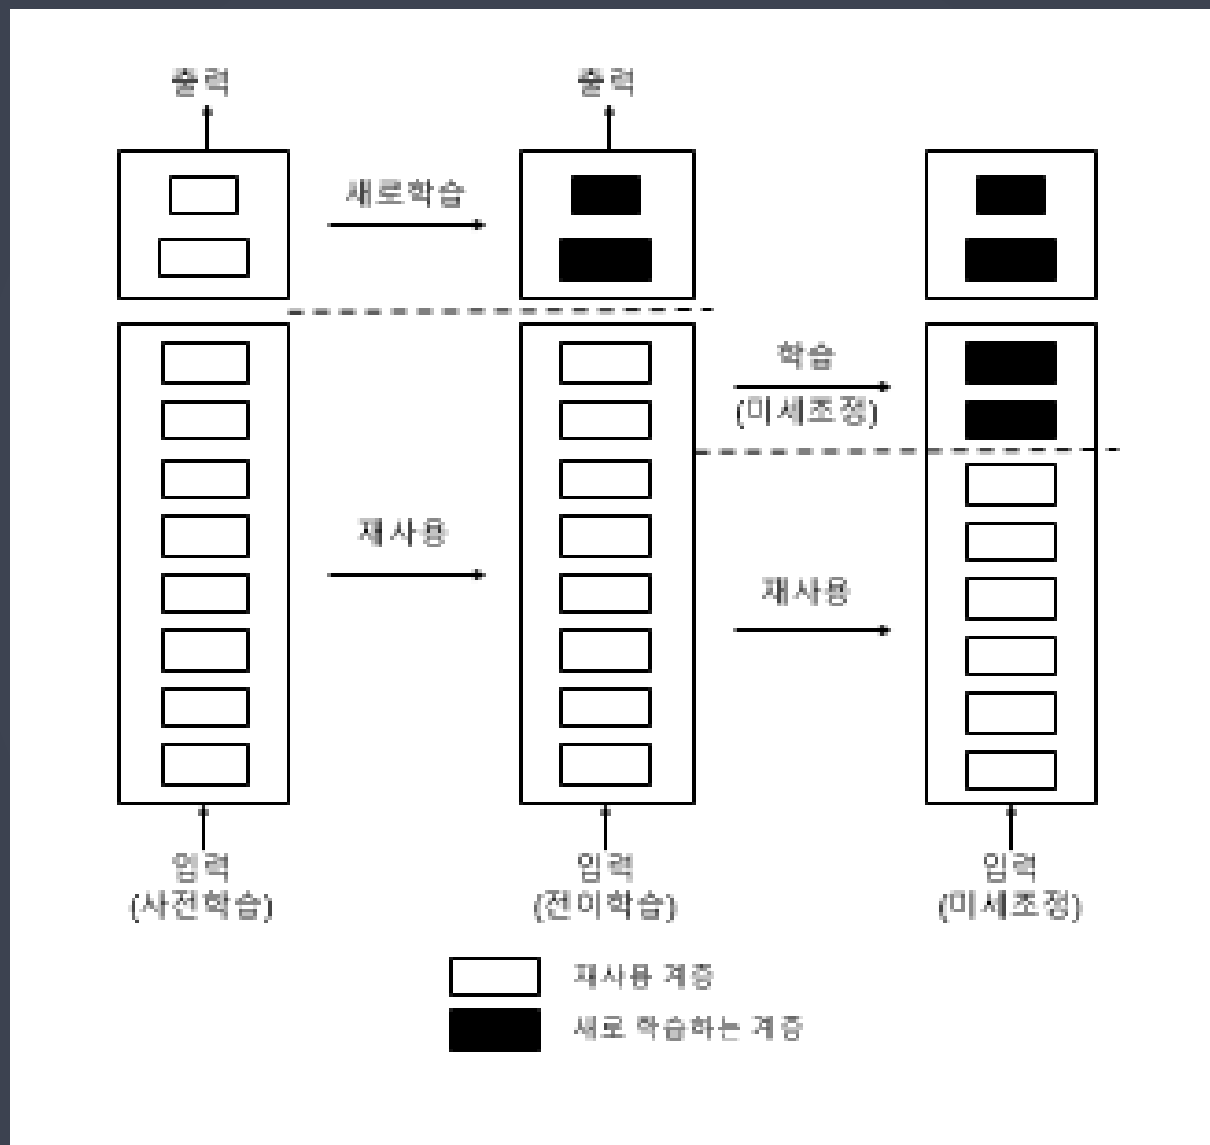 출력
출력
새로학습
학습
(미세조정)
재사용
재사용
입력
(사전학습)
입력
(전이학습)
입력
(미세조정)
재사용 계층
새로 학습하는 계층